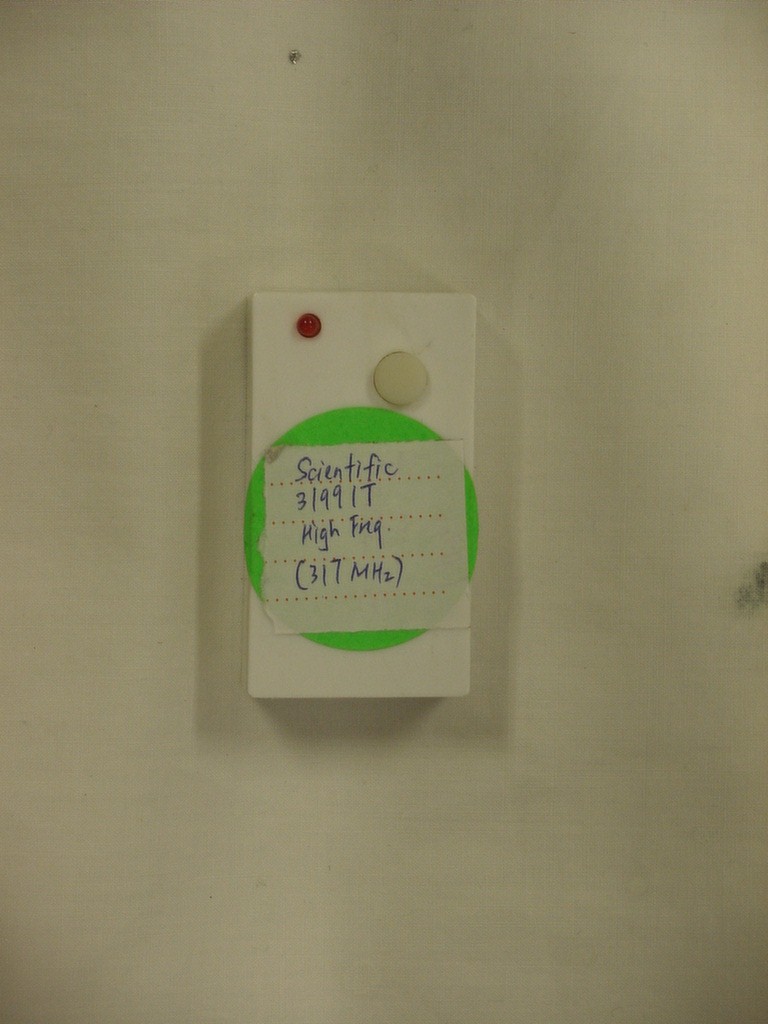 Scientific
31991T
High Freq.
(317 MHz)